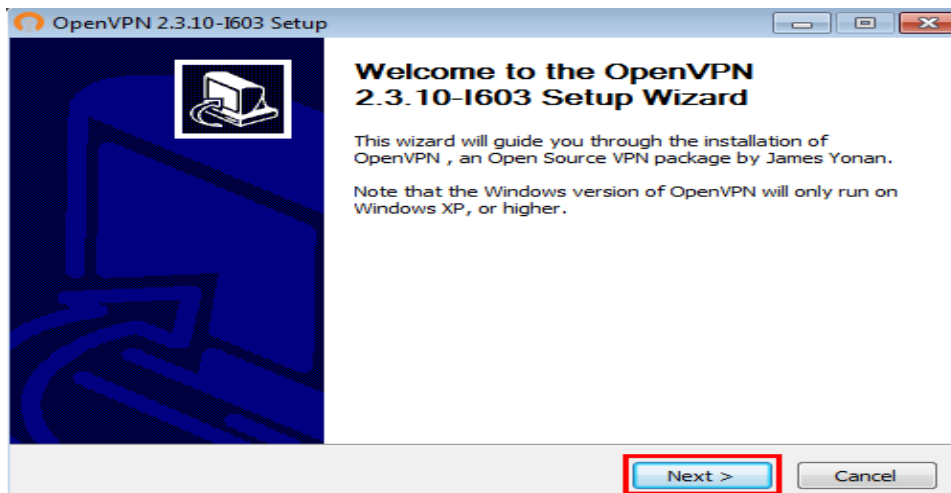 OpenVPN 2.3.10-I603 Setup
Welcome to the OpenVPN
2.3.10-I603 Setup Wizard
This wizard will guide you through the installation of
OpenVPN , an Open Source VPN package by James Yonan.
Note that the Windows version of OpenVPN will only run on
Windows XP, or higher.
Next >
Cancel